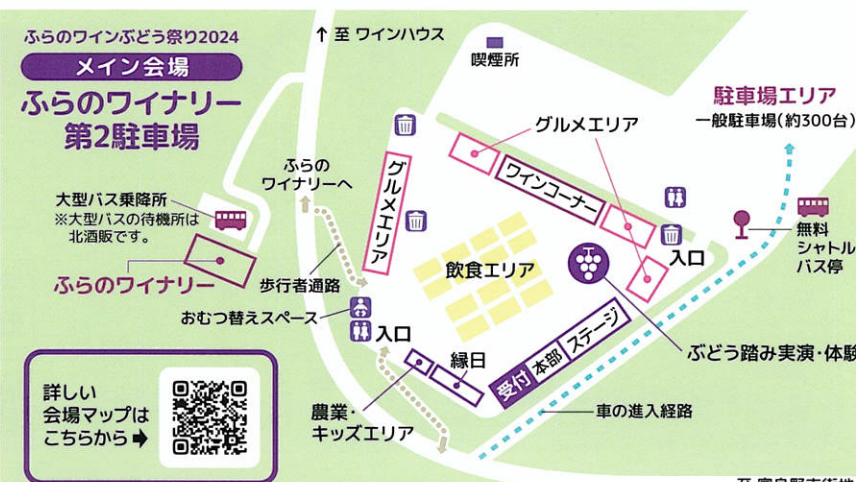 ふらのワインぶどう祭り2024
メイン会場
ふらのワイナリー
第2駐車場
↑ 至 ワインハウス
喫煙所
駐車場エリア
一般駐車場(約300台)
グルメエリア
ワインコーナー
グルメエリア
ふらの
ワイナリーへ
大型バス乗降所
※大型バスの待機所は
北酒販です。
ふらのワイナリー
歩行者通路
おむつ替えスペース
入口
飲食エリア
入口
無料
シャトル
バス停
ぶどう踏み実演・体験
受付
本部
ステージ
縁日
農業・
キッズエリア
車の進入経路
詳しい
会場マップは
こちらから➡